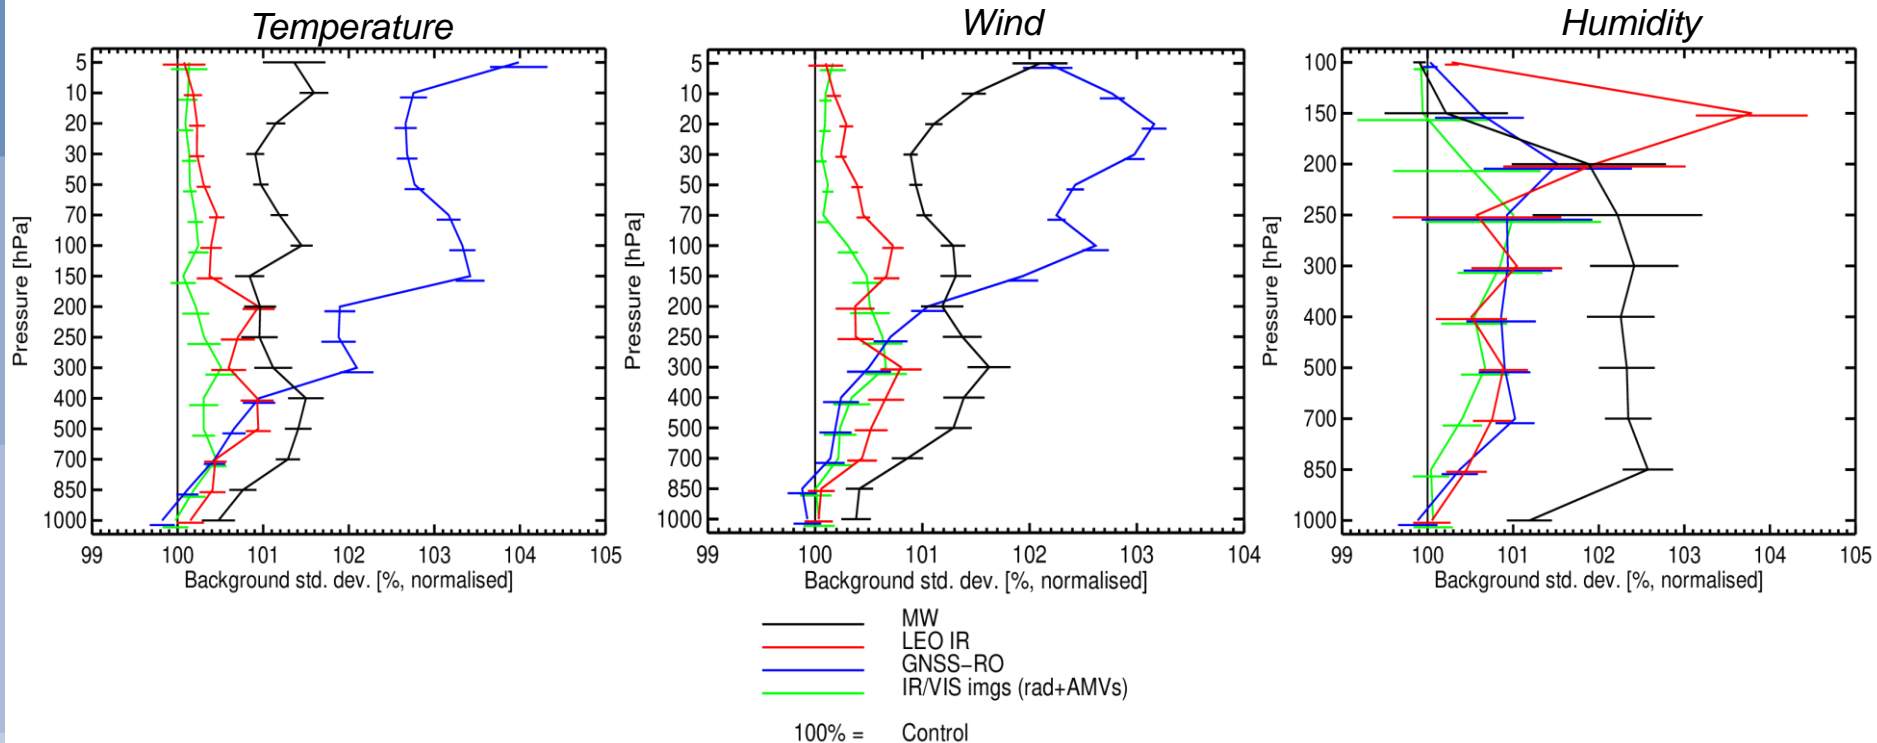 Temperature
Wind
Humidity
5
10
20
30
50
70
100
150
200
250
300
400
500
700
850
1000
Pressure [hPa]
99 100 101 102 103 104 105
Background std. dev. [%, normalised]
5
10
20
30
50
70
100
150
200
250
300
400
500
700
850
1000
Pressure [hPa]
99 100 101 102 103 104
Background std. dev. [%, normalised]
100
150
200
250
300
400
500
700
850
1000
Pressure [hPa]
99 100 101 102 103 104 105
Background std. dev. [%, normalised]
MW
LEO IR
GNSS−RO
IR/VIS imgs (rad+AMVs)
100% = Control